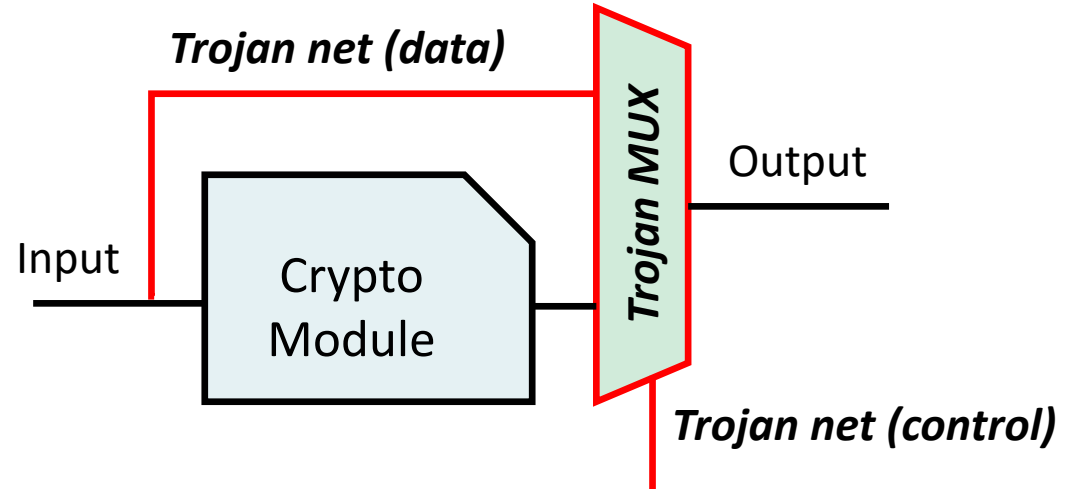 Trojan net (data)
Trojan MUX
Output
Input
Crypto
Module
Trojan net (control)